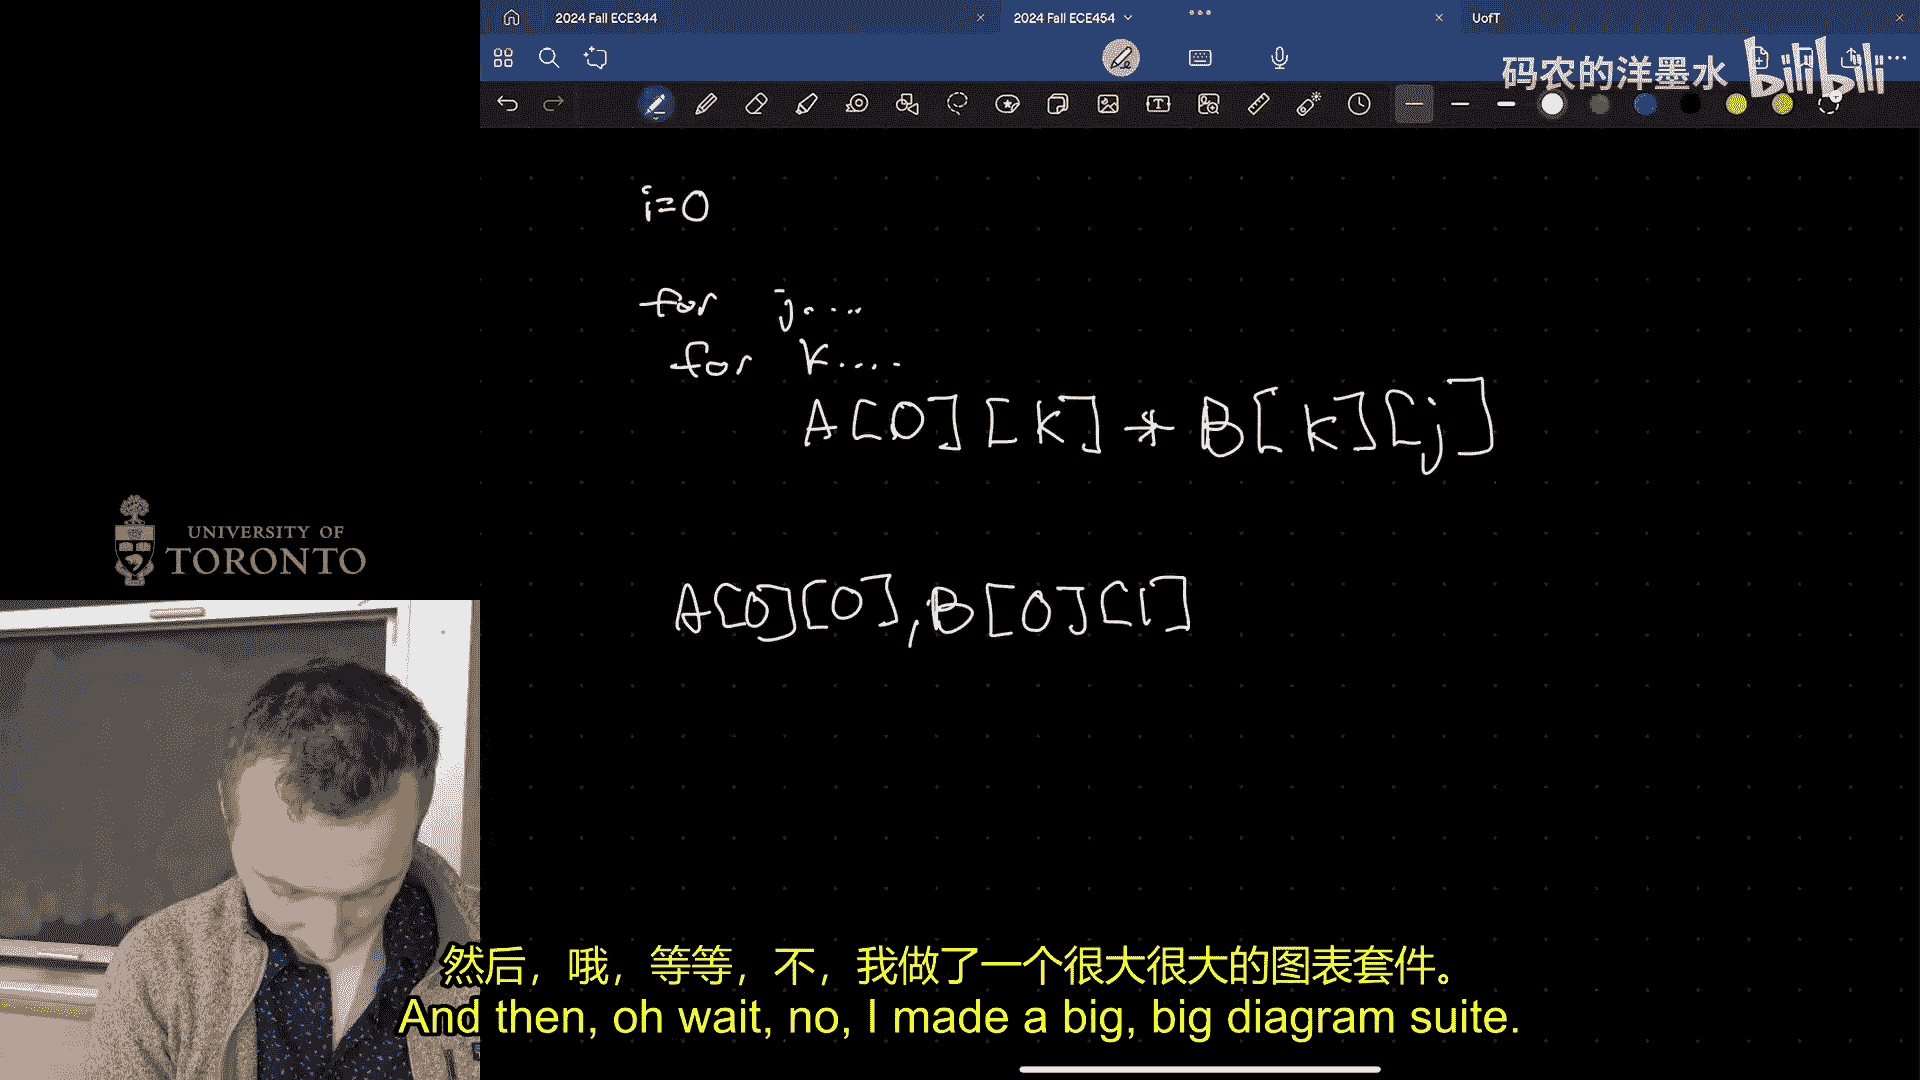 2024 Fall ECE344
2024 Fall ECE454
UofT
码农的洋墨水 bilibili
i=0
for j....
for k....
A[0][k] * B[k][j]
UNIVERSITY OF
TORONTO
A[0][0], B[0][1]
然后，哦，等等，不，我做了一个很大很大的图表套件。
And then, oh wait, no, I made a big, big diagram suite.